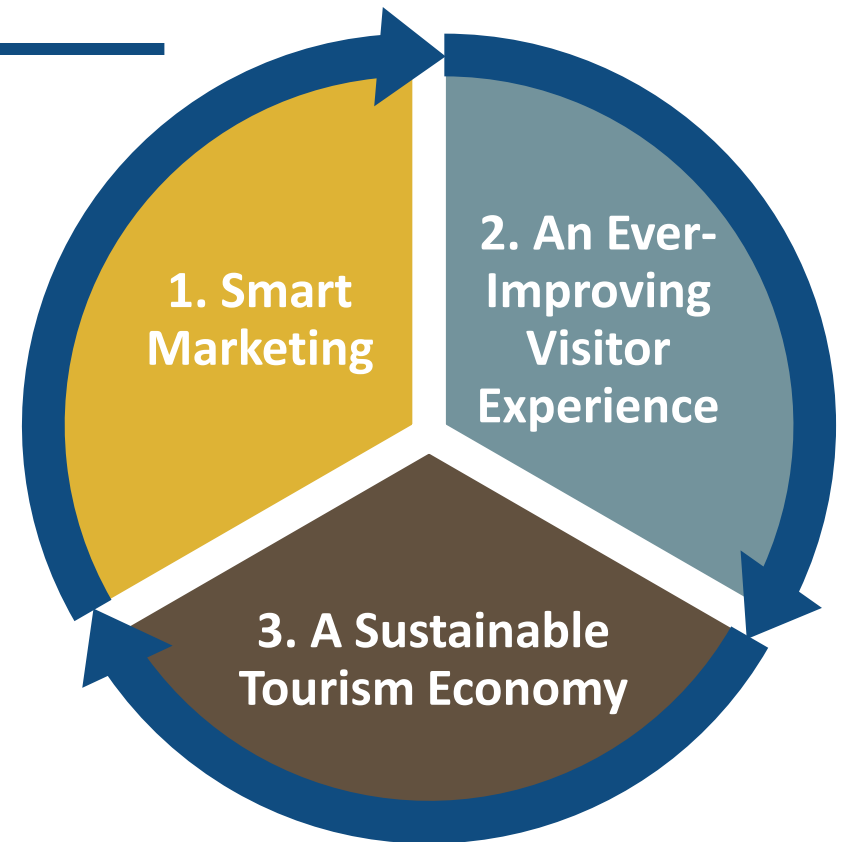 1. Smart
Marketing
2. An Ever-
Improving
Visitor
Experience
3. A Sustainable
Tourism Economy